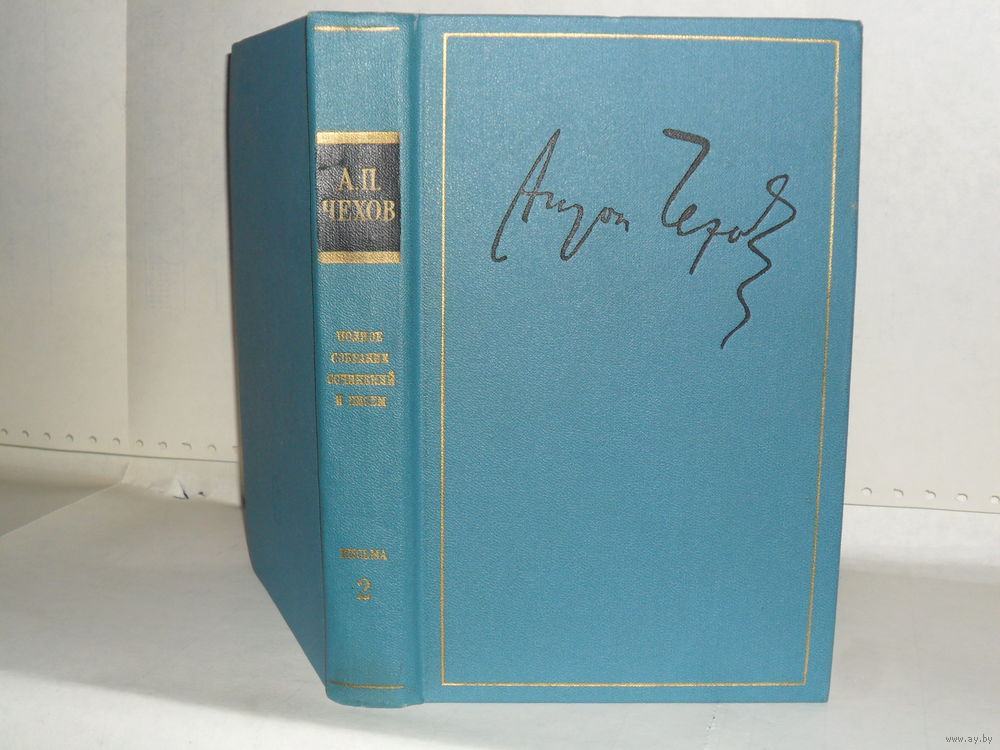 А.П.
ЧЕХОВ
ПОЛНОЕ
СОБРАНИЕ
СОЧИНЕНИЙ
И ПИСЕМ
ПИСЬМА
2
Антон Чехов
www.ay.by